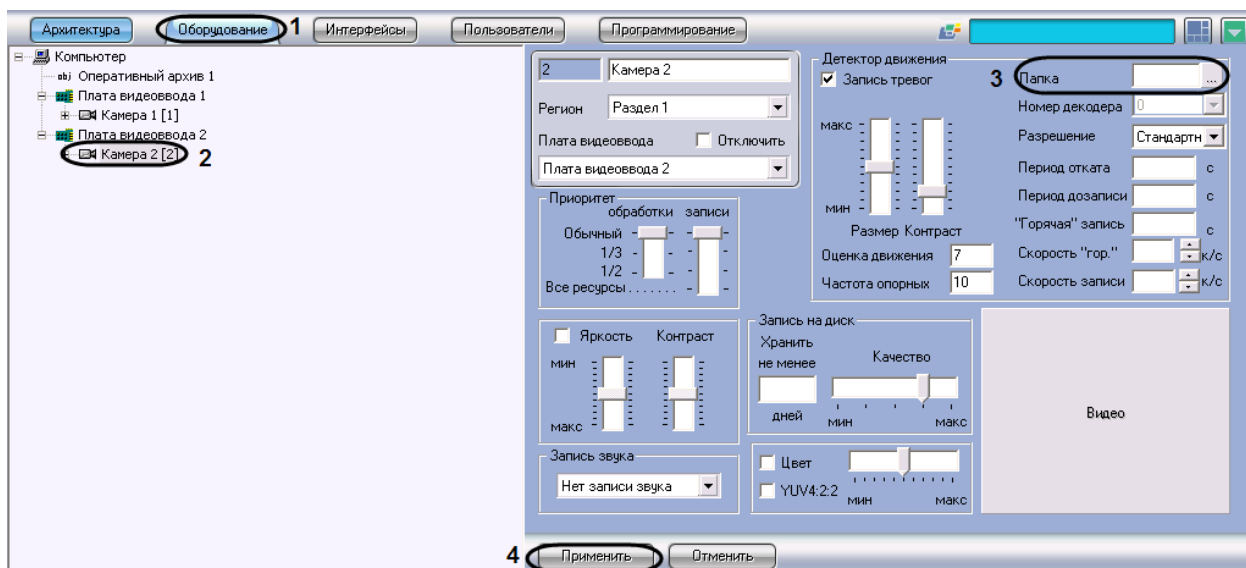 Архитектура
Оборудование
1
Интерфейсы
Пользователи
Программирование
Компьютер
obj Оперативный архив 1
Плата видеоввода 1
Камера 1 [1]
Плата видеоввода 2
Камера 2 [2]
2
2
Камера 2
Регион
Раздел 1
Плата видеоввода
Отключить
Плата видеоввода 2
Приоритет
обработки записи
Обычный
1/3
1/2
Все ресурсы.......
Яркость
Контраст
мин
макс
Запись звука
Нет записи звука
Детектор движения
Запись тревог
макс
мин
Размер Контраст
Оценка движения
7
Частота опорных
10
3
Папка
...
Номер декодера
0
Разрешение
Стандартн
Период отката
с
Период дозаписи
с
"Горячая" запись
с
Скорость "гор."
к/с
Скорость записи
к/с
Запись на диск
Хранить
не менее
дней
Качество
мин
макс
Цвет
YUV4:2:2
мин
макс
Видео
4
Применить
Отменить